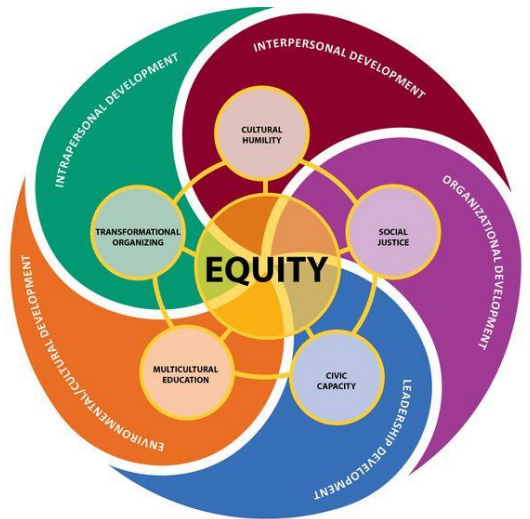 INTRAPERSONAL DEVELOPMENT
INTERPERSONAL DEVELOPMENT
ORGANIZATIONAL DEVELOPMENT
LEADERSHIP DEVELOPMENT
ENVIRONMENTAL/CULTURAL DEVELOPMENT
CULTURAL
HUMILITY
TRANSFORMATIONAL
ORGANIZING
SOCIAL
JUSTICE
EQUITY
MULTICULTURAL
EDUCATION
CIVIC
CAPACITY